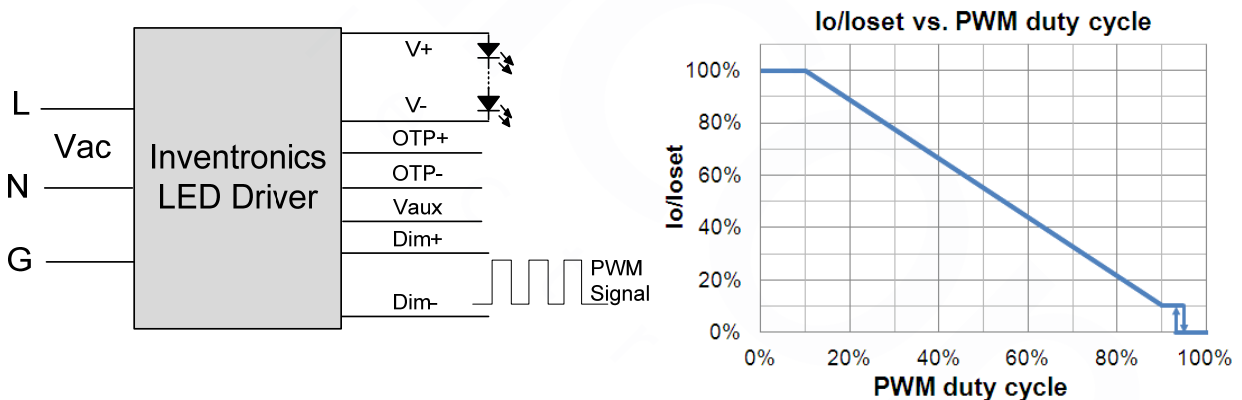 L
Vac
N
G
Inventronics
LED Driver
V+
V-
OTP+
OTP-
Vaux
Dim+
Dim-
PWM
Signal
Io/Ioset vs. PWM duty cycle
Io/Ioset
100%
80%
60%
40%
20%
0%
0% 20% 40% 60% 80% 100%
PWM duty cycle